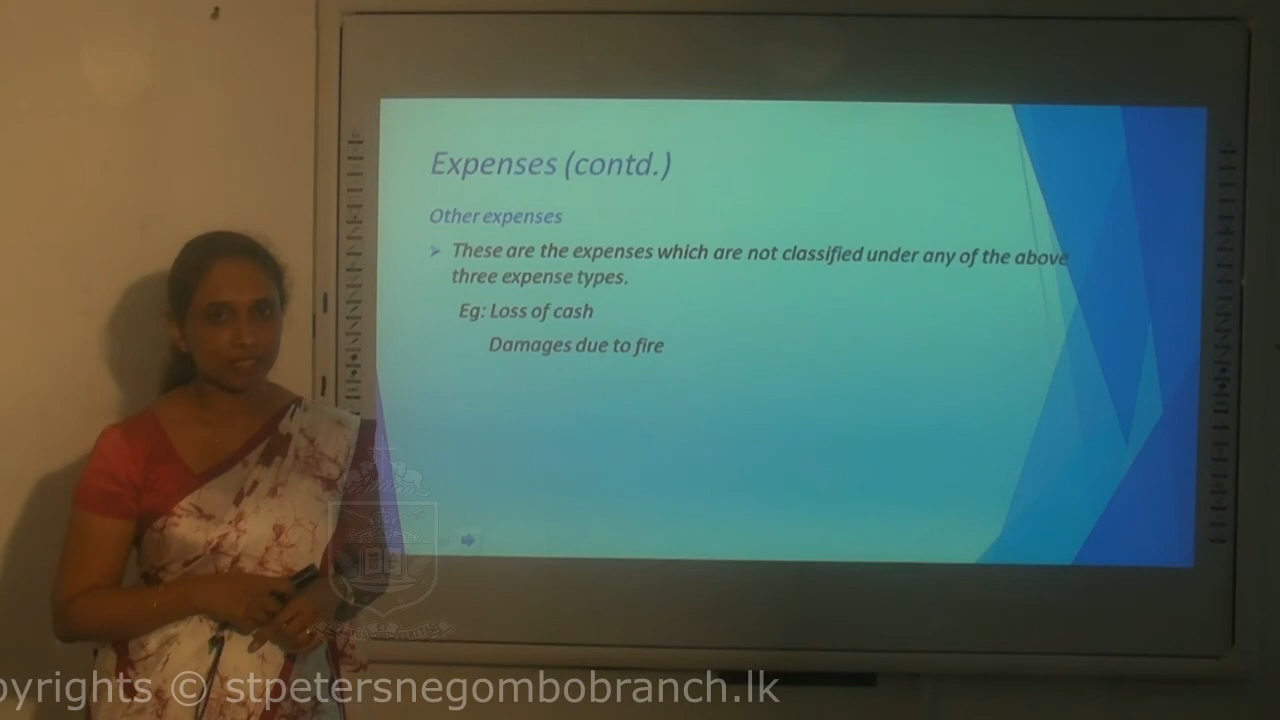 Expenses (contd.)
Other expenses
These are the expenses which are not classified under any of the above
three expense types.
Eg: Loss of cash
Damages due to fire
pyrights © stpetersnegombobranch.lk